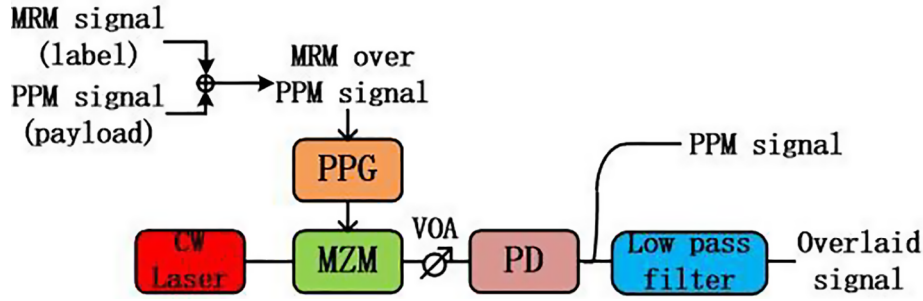 MRM signal
(label)
PPM signal
(payload)
MRM over
PPM signal
PPG
PPM signal
CW
Laser
MZM
VOA
PD
Low pass
filter
Overlaid
signal